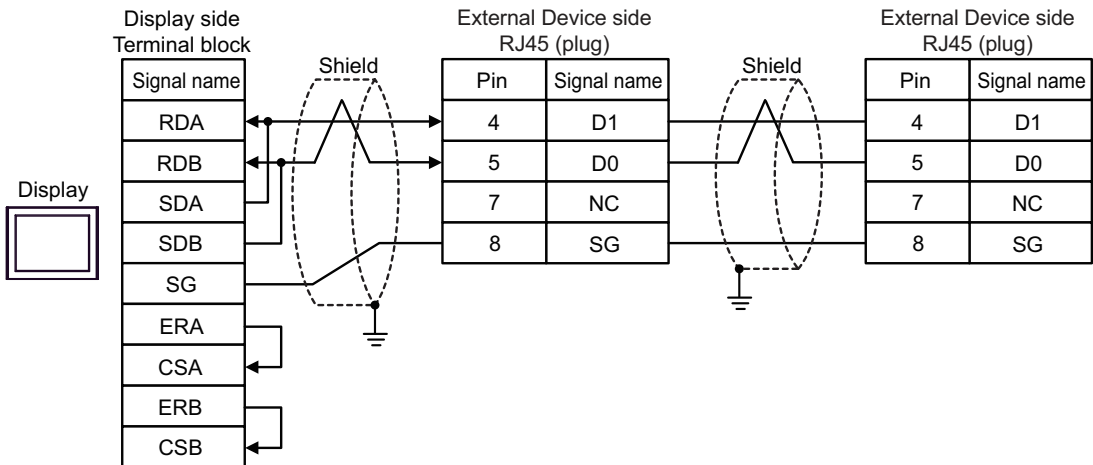 Display side
Terminal block
External Device side
RJ45 (plug)
External Device side
RJ45 (plug)
Signal name
Shield
Pin Signal name
Shield
Pin Signal name
RDA
4 D1
4 D1
RDB
5 D0
5 D0
Display
SDA
7 NC
7 NC
SDB
8 SG
8 SG
SG
ERA
CSA
ERB
CSB